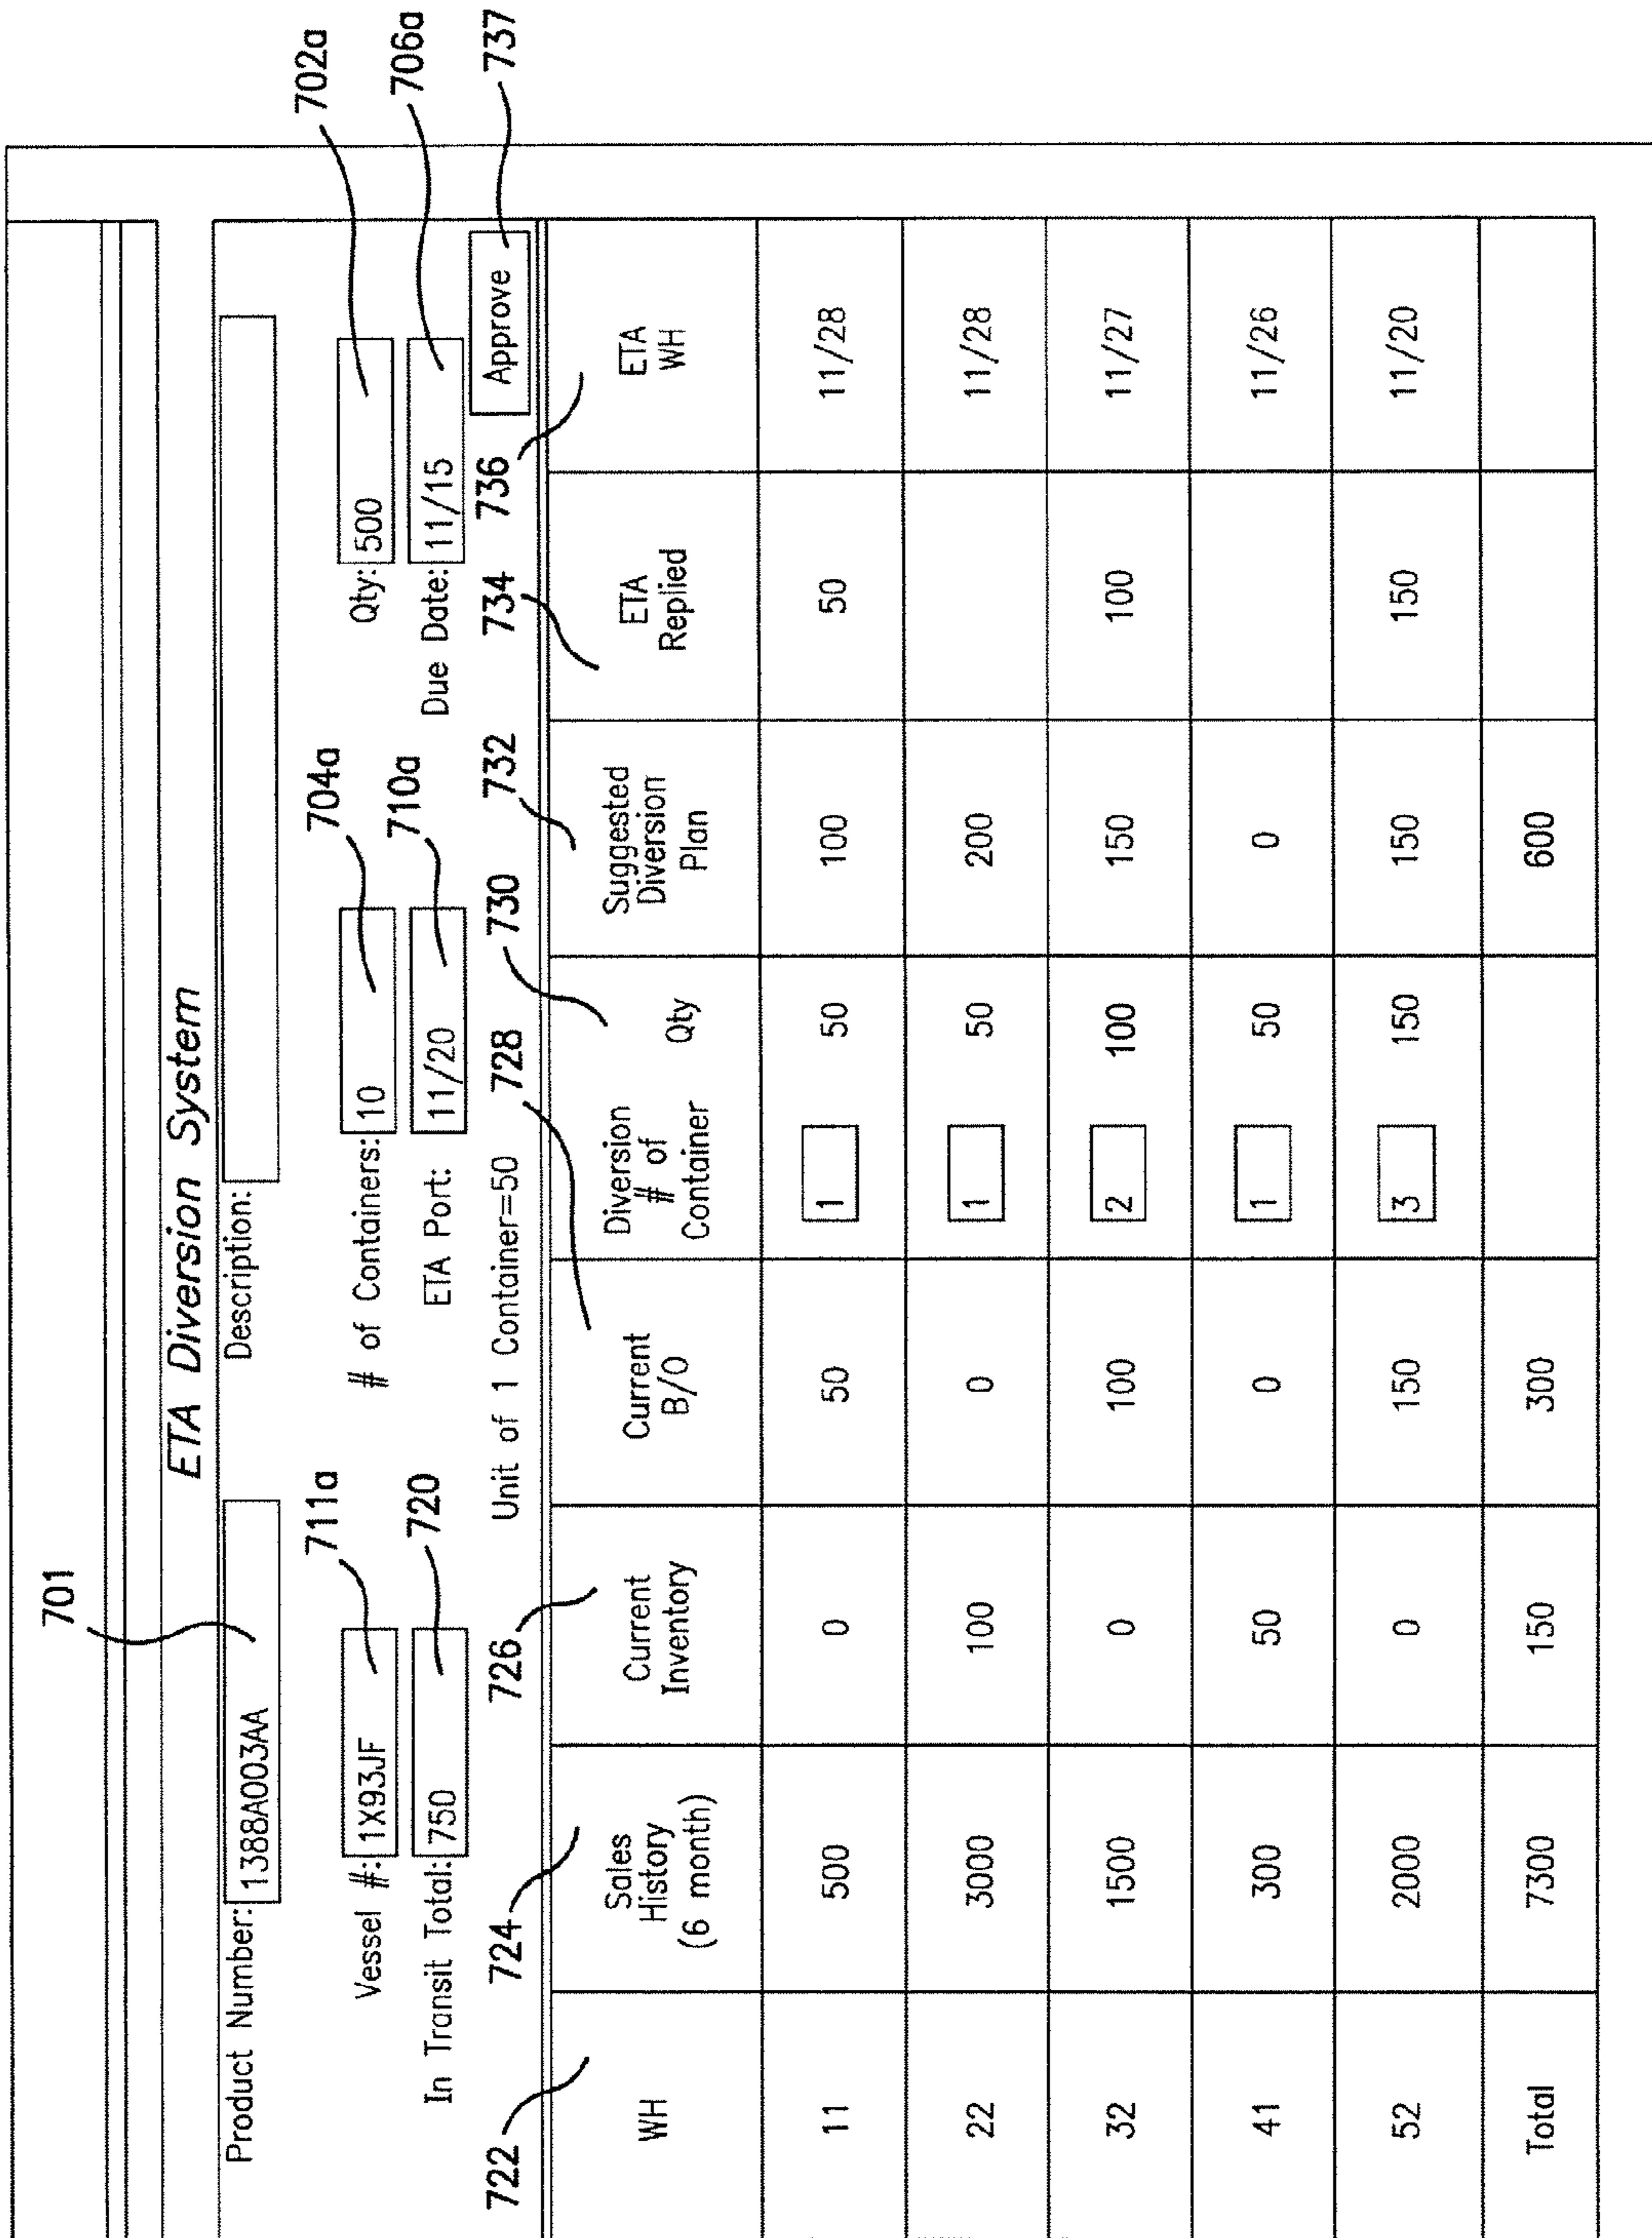 701
ETA Diversion System
Product Number: 1388A003AA Description:
711a 704a 702a
Vessel #: 1X93JF # of Containers: 10 Qty: 500
720 710a 706a
In Transit Total: 750 ETA Port: 11/20 Due Date: 11/15
722 724 726 Unit of 1 Container=50 728 730 732 734 736 Approve 737
WH Sales History (6 month) Current Inventory Current B/O Diversion # of Container Qty Suggested Diversion Plan ETA Replied ETA WH
11 500 0 50 1 50 100 50 11/28
22 3000 100 0 1 50 200 11/28
32 1500 0 100 2 100 150 100 11/27
41 300 50 0 1 50 0 11/26
52 2000 0 150 3 150 150 150 11/20
Total 7300 150 300 600